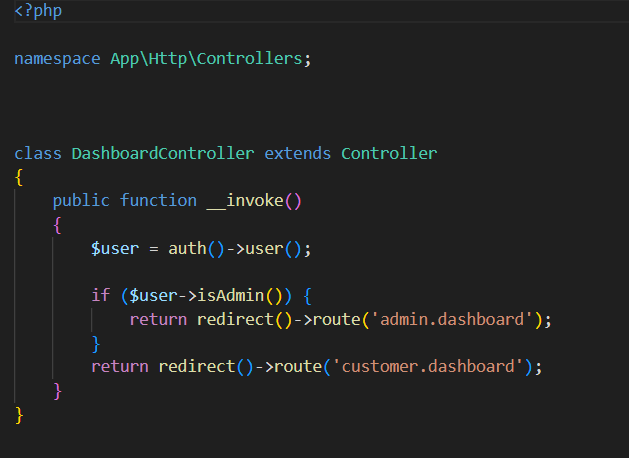 <?php
namespace App\Http\Controllers;
class DashboardController extends Controller
{
    public function __invoke()
    {
        $user = auth()->user();
        if ($user->isAdmin()) {
            return redirect()->route('admin.dashboard');
        }
        return redirect()->route('customer.dashboard');
    }
}